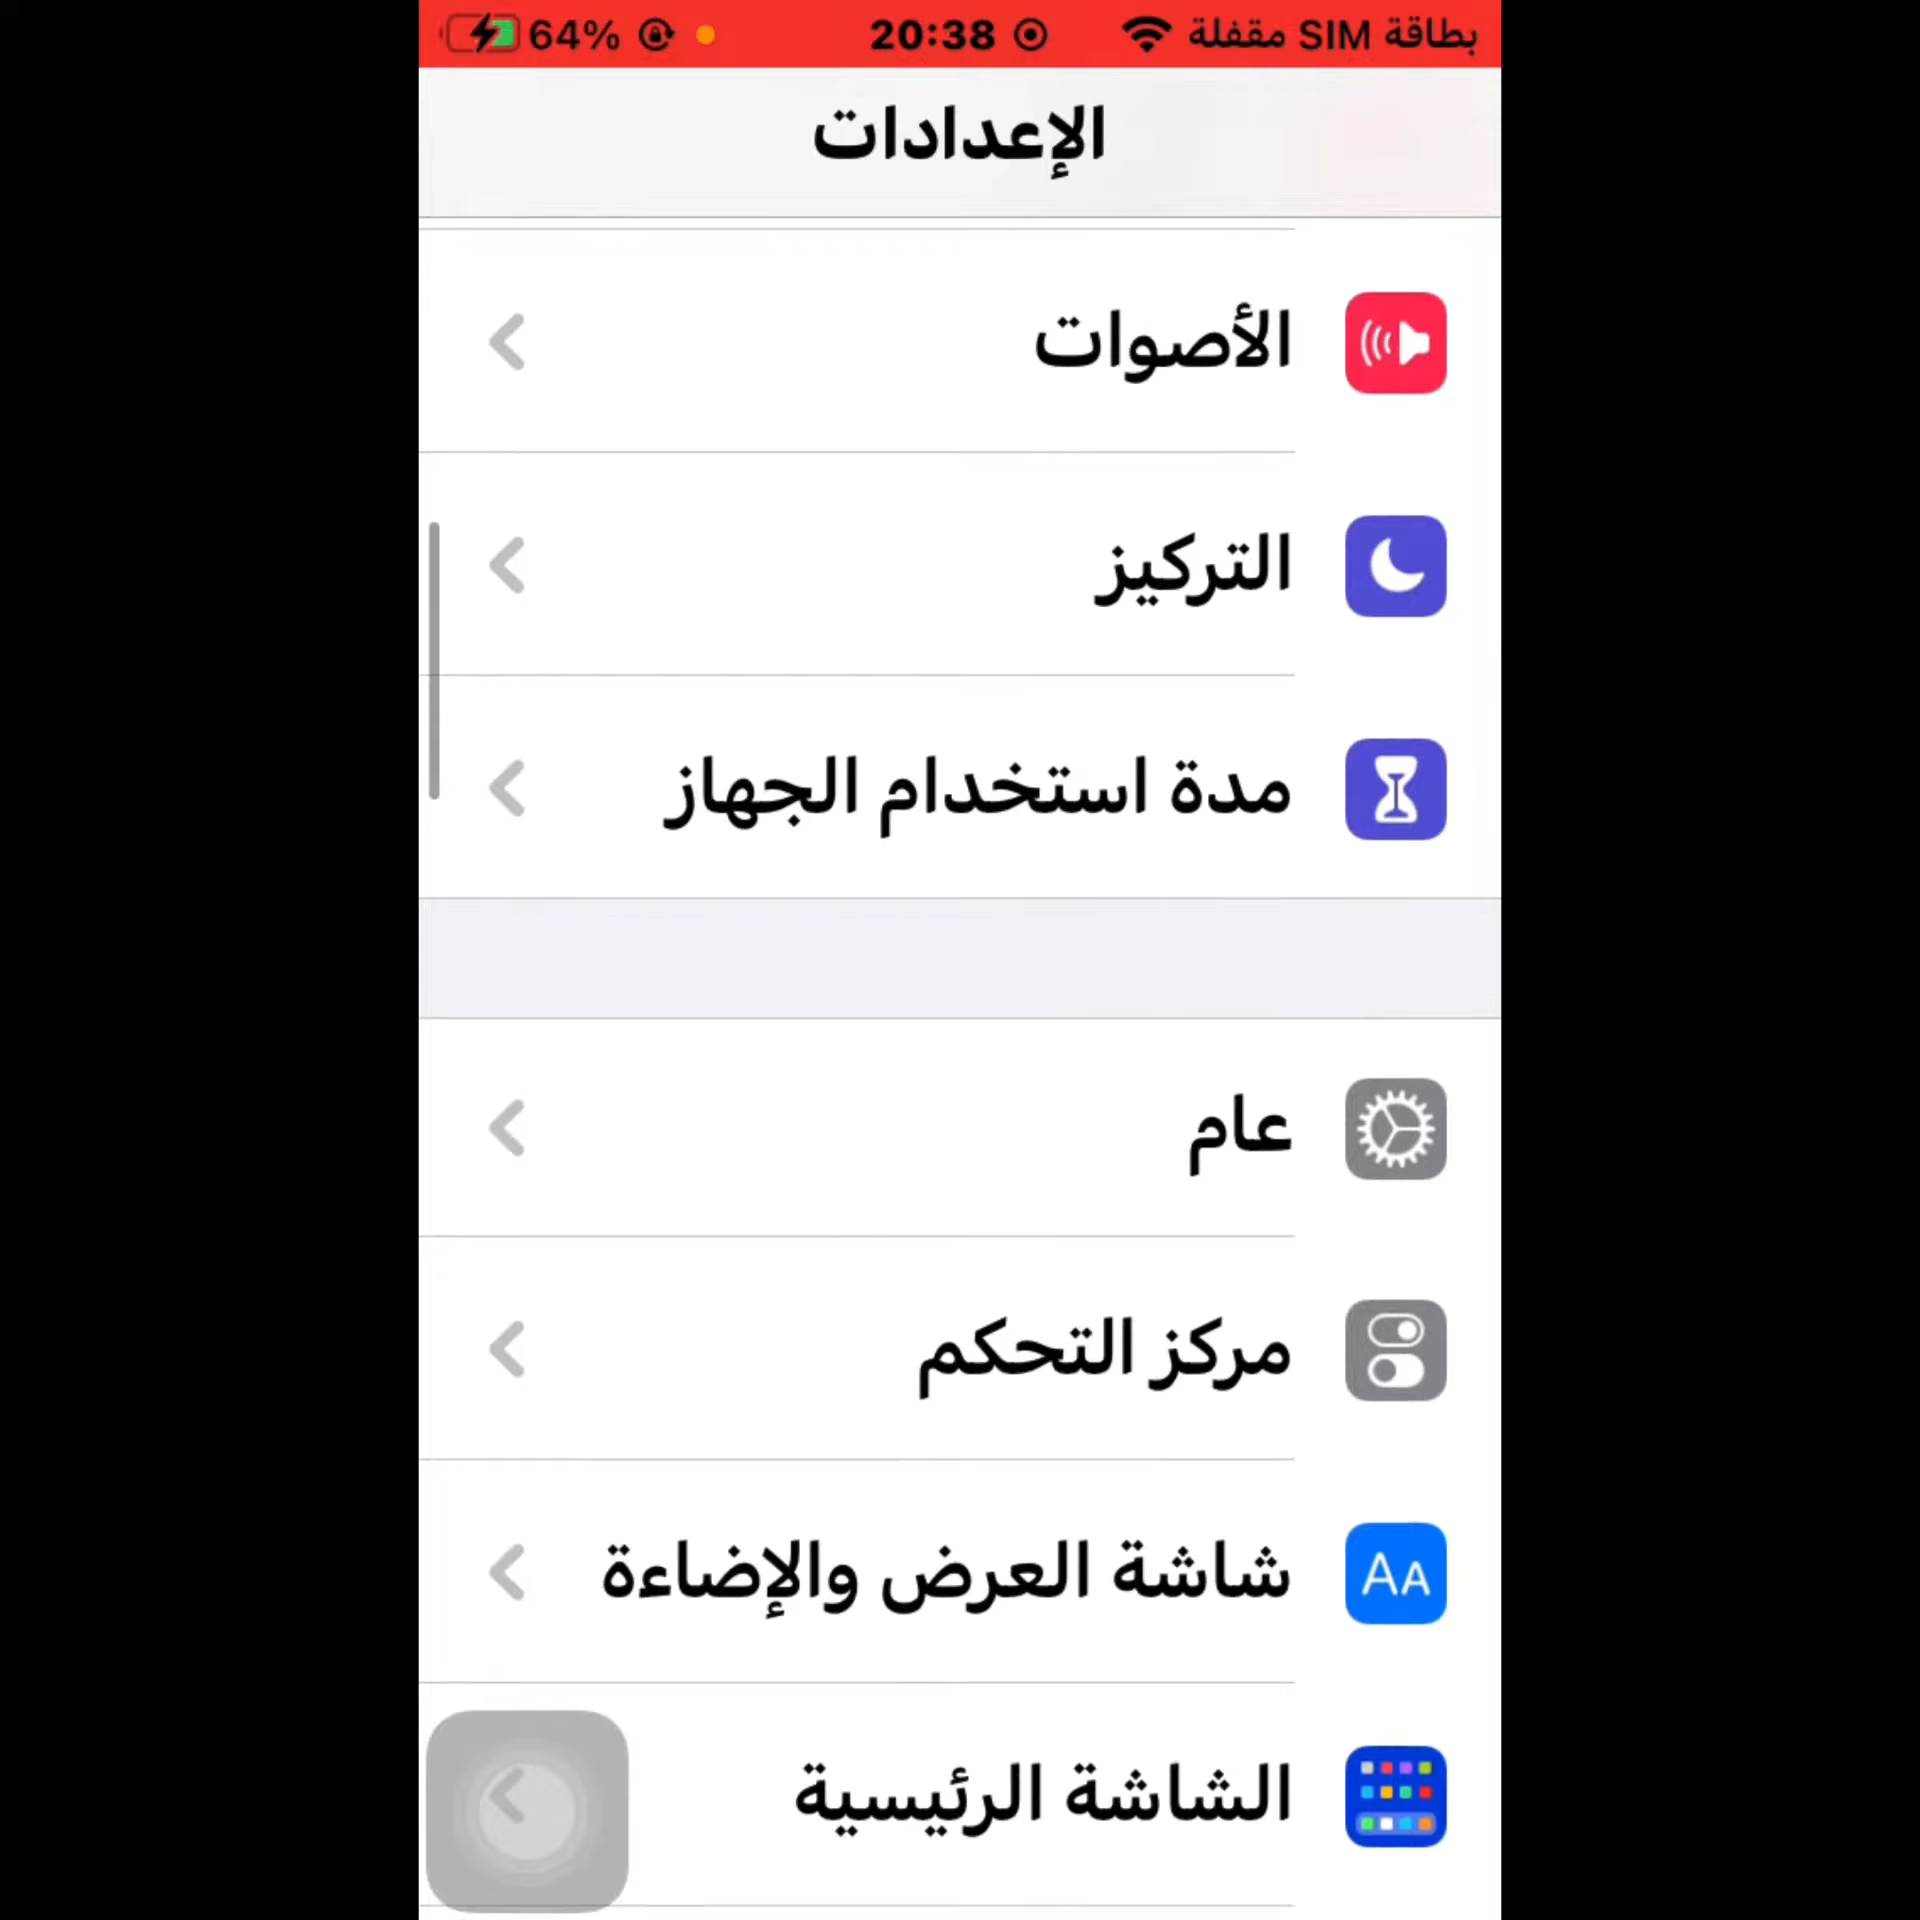 بطاقة SIM مقفلة 20:38 64%
الإعدادات
الأصوات
التركيز
مدة استخدام الجهاز
عام
مركز التحكم
شاشة العرض والإضاءة
AA
الشاشة الرئيسية